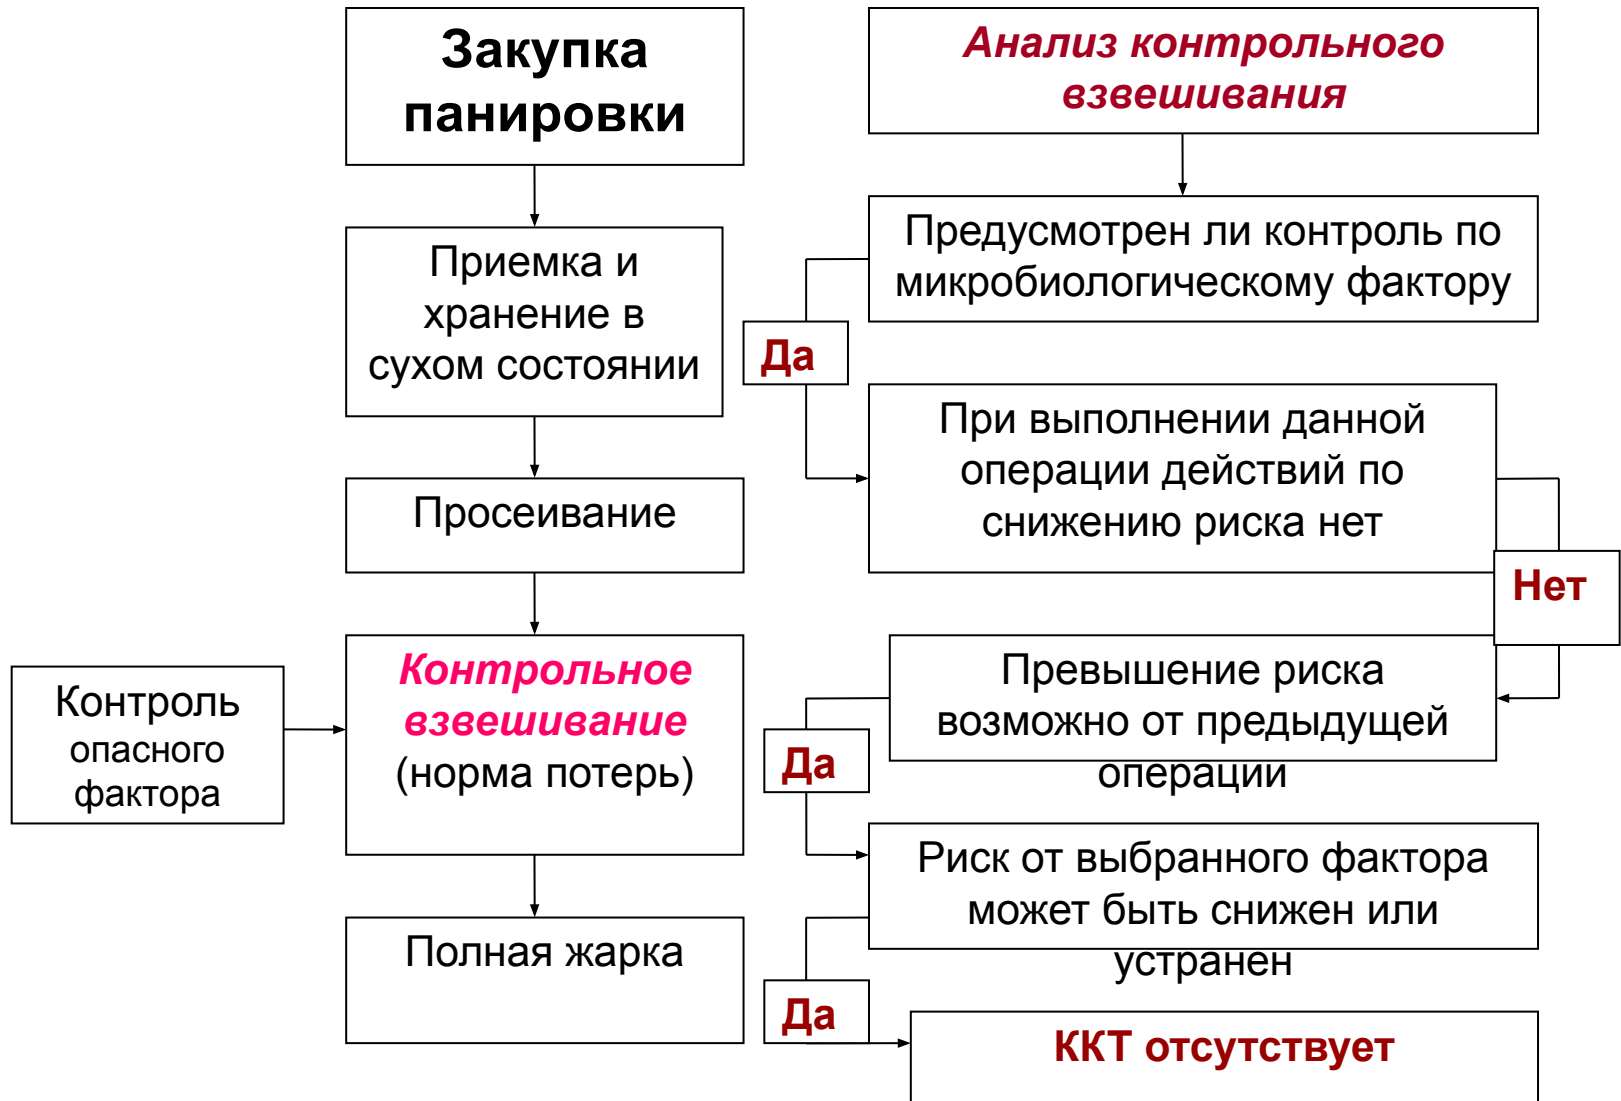 Закупка
панировки
Приемка и
хранение в
сухом состоянии
Просеивание
Контроль
опасного
фактора
Контрольное
взвешивание
(норма потерь)
Полная жарка
Анализ контрольного
взвешивания
Предусмотрен ли контроль по
микробиологическому фактору
Да
При выполнении данной
операции действий по
снижению риска нет
Нет
Превышение риска
возможно от предыдущей
операции
Да
Риск от выбранного фактора
может быть снижен или
устранен
Да
ККТ отсутствует